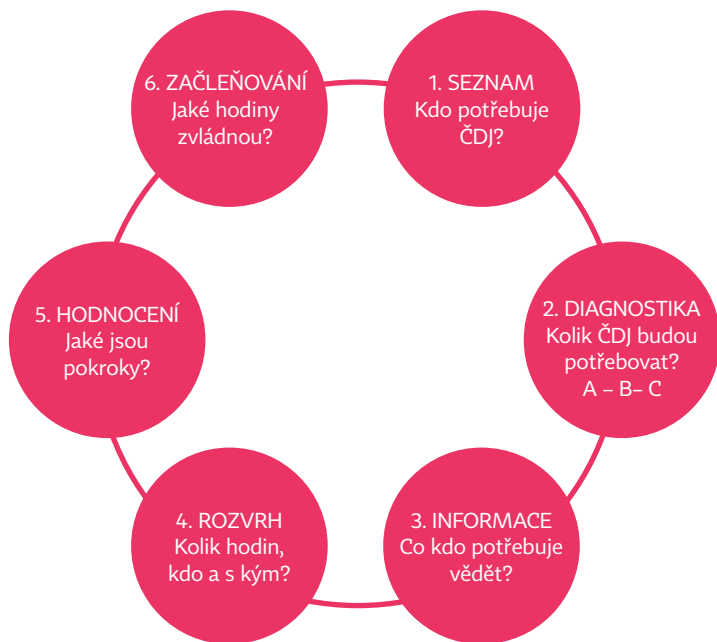 1. SEZNAM
Kdo potřebuje
ČDJ?
2. DIAGNOSTIKA
Kolik ČDJ budou
potřebovat?
A – B– C
3. INFORMACE
Co kdo potřebuje
vědět?
4. ROZVRH
Kolik hodin,
kdo a s kým?
5. HODNOCENÍ
Jaké jsou
pokroky?
6. ZAČLEŇOVÁNÍ
Jaké hodiny
zvládnou?